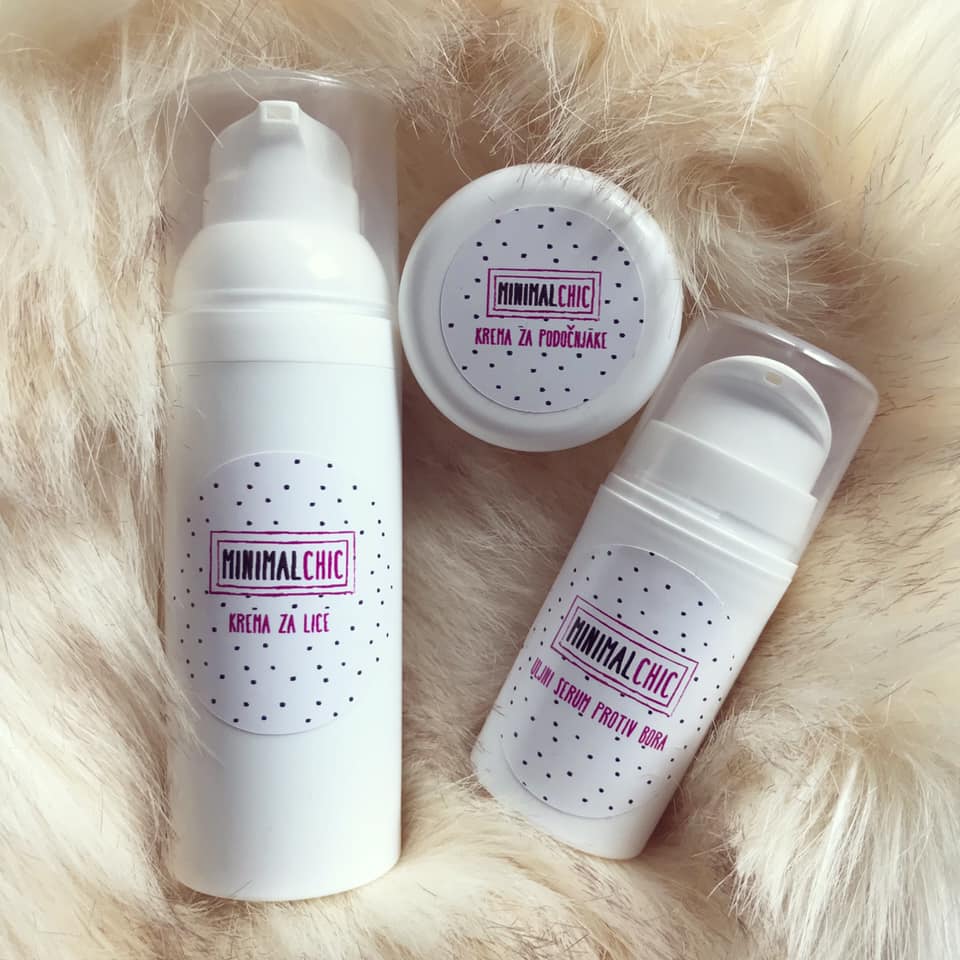 MINIMALCHIC
KREMA ZA LICE
MINIMALCHIC
KREMA ZA PODOČNJAKE
MINIMALCHIC
ULJNI SERUM PROTIV BORA